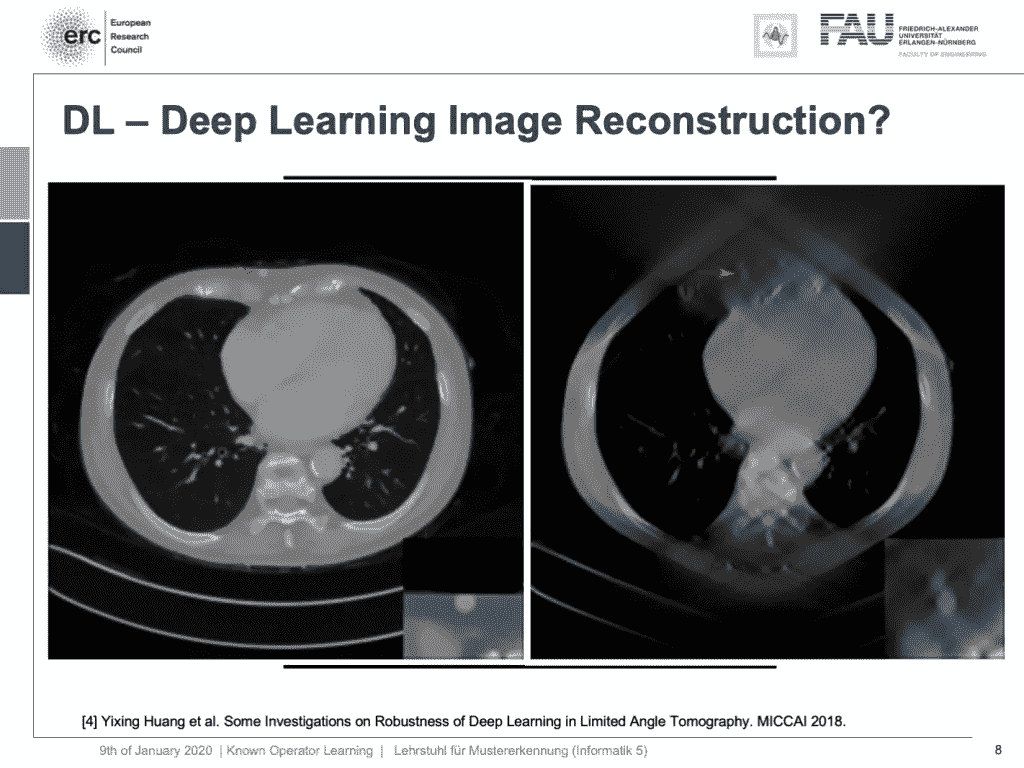 European
Research
Council
erc
FAU
FRIEDRICH-ALEXANDER
UNIVERSITÄT
ERLANGEN-NÜRNBERG
FACULTY OF ENGINEERING
DL – Deep Learning Image Reconstruction?
[4] Yixing Huang et al. Some Investigations on Robustness of Deep Learning in Limited Angle Tomography. MICCAI 2018.
9th of January 2020 | Known Operator Learning | Lehrstuhl für Mustererkennung (Informatik 5)
8